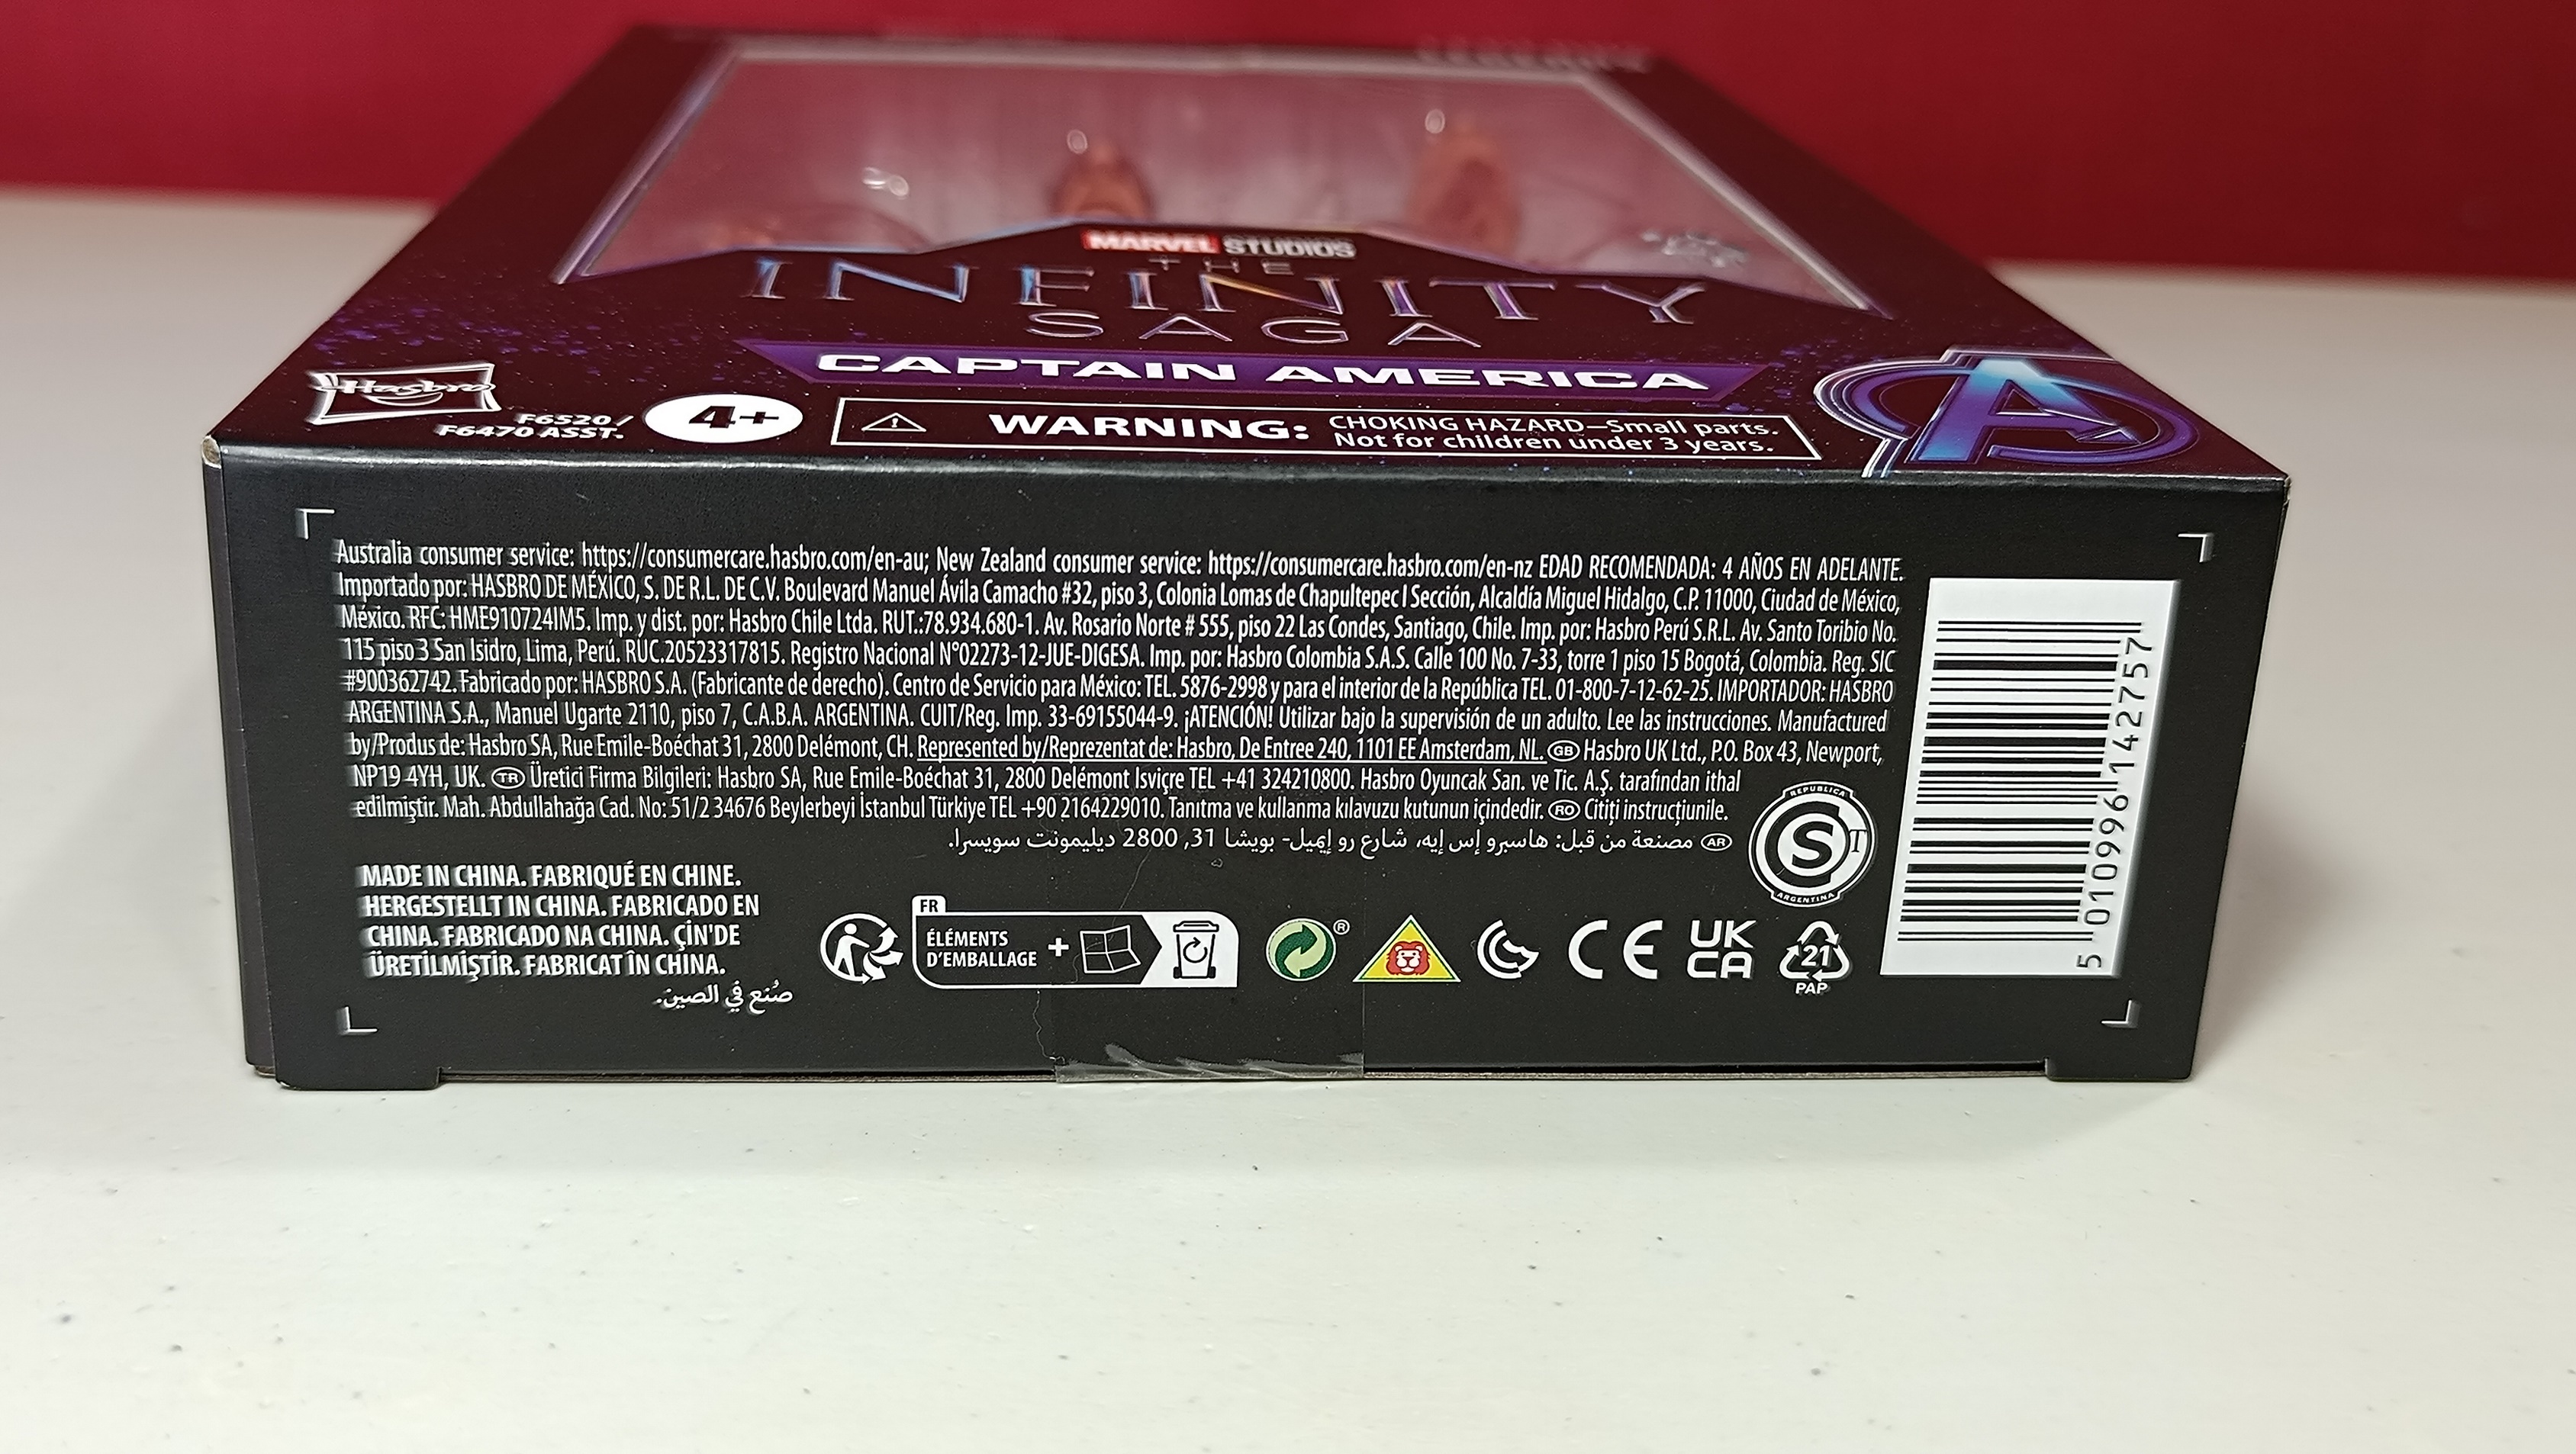 MARVEL STUDIOS
THE
INFINITY
SAGA
CAPTAIN AMERICA
Hasbro
F6520/
F6470 ASST.
4+
WARNING: CHOKING HAZARD—Small parts.
Not for children under 3 years.
Australia consumer service: https://consumercare.hasbro.com/en-au; New Zealand consumer service: https://consumercare.hasbro.com/en-nz EDAD RECOMENDADA: 4 AÑOS EN ADELANTE.
Importado por: HASBRO DE MÉXICO, S. DE R.L. DE C.V. Boulevard Manuel Ávila Camacho #32, piso 3, Colonia Lomas de Chapultepec I Sección, Alcaldía Miguel Hidalgo, C.P. 11000, Ciudad de México,
México. RFC: HME910724IM5. Imp. y dist. por: Hasbro Chile Ltda. RUT.:78.934.680-1. Av. Rosario Norte # 555, piso 22 Las Condes, Santiago, Chile. Imp. por: Hasbro Perú S.R.L. Av. Santo Toribio No.
115 piso 3 San Isidro, Lima, Perú. RUC.20523317815. Registro Nacional N°02273-12-JUE-DIGESA. Imp. por: Hasbro Colombia S.A.S. Calle 100 No. 7-33, torre 1 piso 15 Bogotá, Colombia. Reg. SIC
#900362742. Fabricado por: HASBRO S.A. (Fabricante de derecho). Centro de Servicio para México: TEL. 5876-2998 y para el interior de la República TEL. 01-800-7-12-62-25. IMPORTADOR: HASBRO
ARGENTINA S.A., Manuel Ugarte 2110, piso 7, C.A.B.A. ARGENTINA. CUIT/Reg. Imp. 33-69155044-9. ¡ATENCIÓN! Utilizar bajo la supervisión de un adulto. Lee las instrucciones. Manufactured
by/Produs de: Hasbro SA, Rue Emile-Boéchat 31, 2800 Delémont, CH. Represented by/Reprezentat de: Hasbro, De Entree 240, 1101 EE Amsterdam, NL. GB Hasbro UK Ltd., P.O. Box 43, Newport,
NP19 4YH, UK. TR Üretici Firma Bilgileri: Hasbro SA, Rue Emile-Boéchat 31, 2800 Delémont Isviçre TEL +41 324210800. Hasbro Oyuncak San. ve Tic. A.Ş. tarafından ithal
edilmiştir. Mah. Abdullahağa Cad. No: 51/2 34676 Beylerbeyi İstanbul Türkiye TEL +90 2164229010. Tanıtma ve kullanma kılavuzu kutunun içindedir. RO Citiți instrucțiunile.
AR مصنعة من قبل: هاسبرو إس إيه، شارع رو إيميل- بويشا 31, 2800 ديليمونت سويسرا.
MADE IN CHINA. FABRIQUÉ EN CHINE.
HERGESTELLT IN CHINA. FABRICADO EN
CHINA. FABRICADO NA CHINA. ÇİN'DE
ÜRETİLMİŞTİR. FABRICAT ÎN CHINA.
صُنع في الصين.
FR
ÉLÉMENTS
D'EMBALLAGE +
®
CE
UK
CA
21
PAP
REPUBLICA
S T
ARGENTINA
5 010996 142757